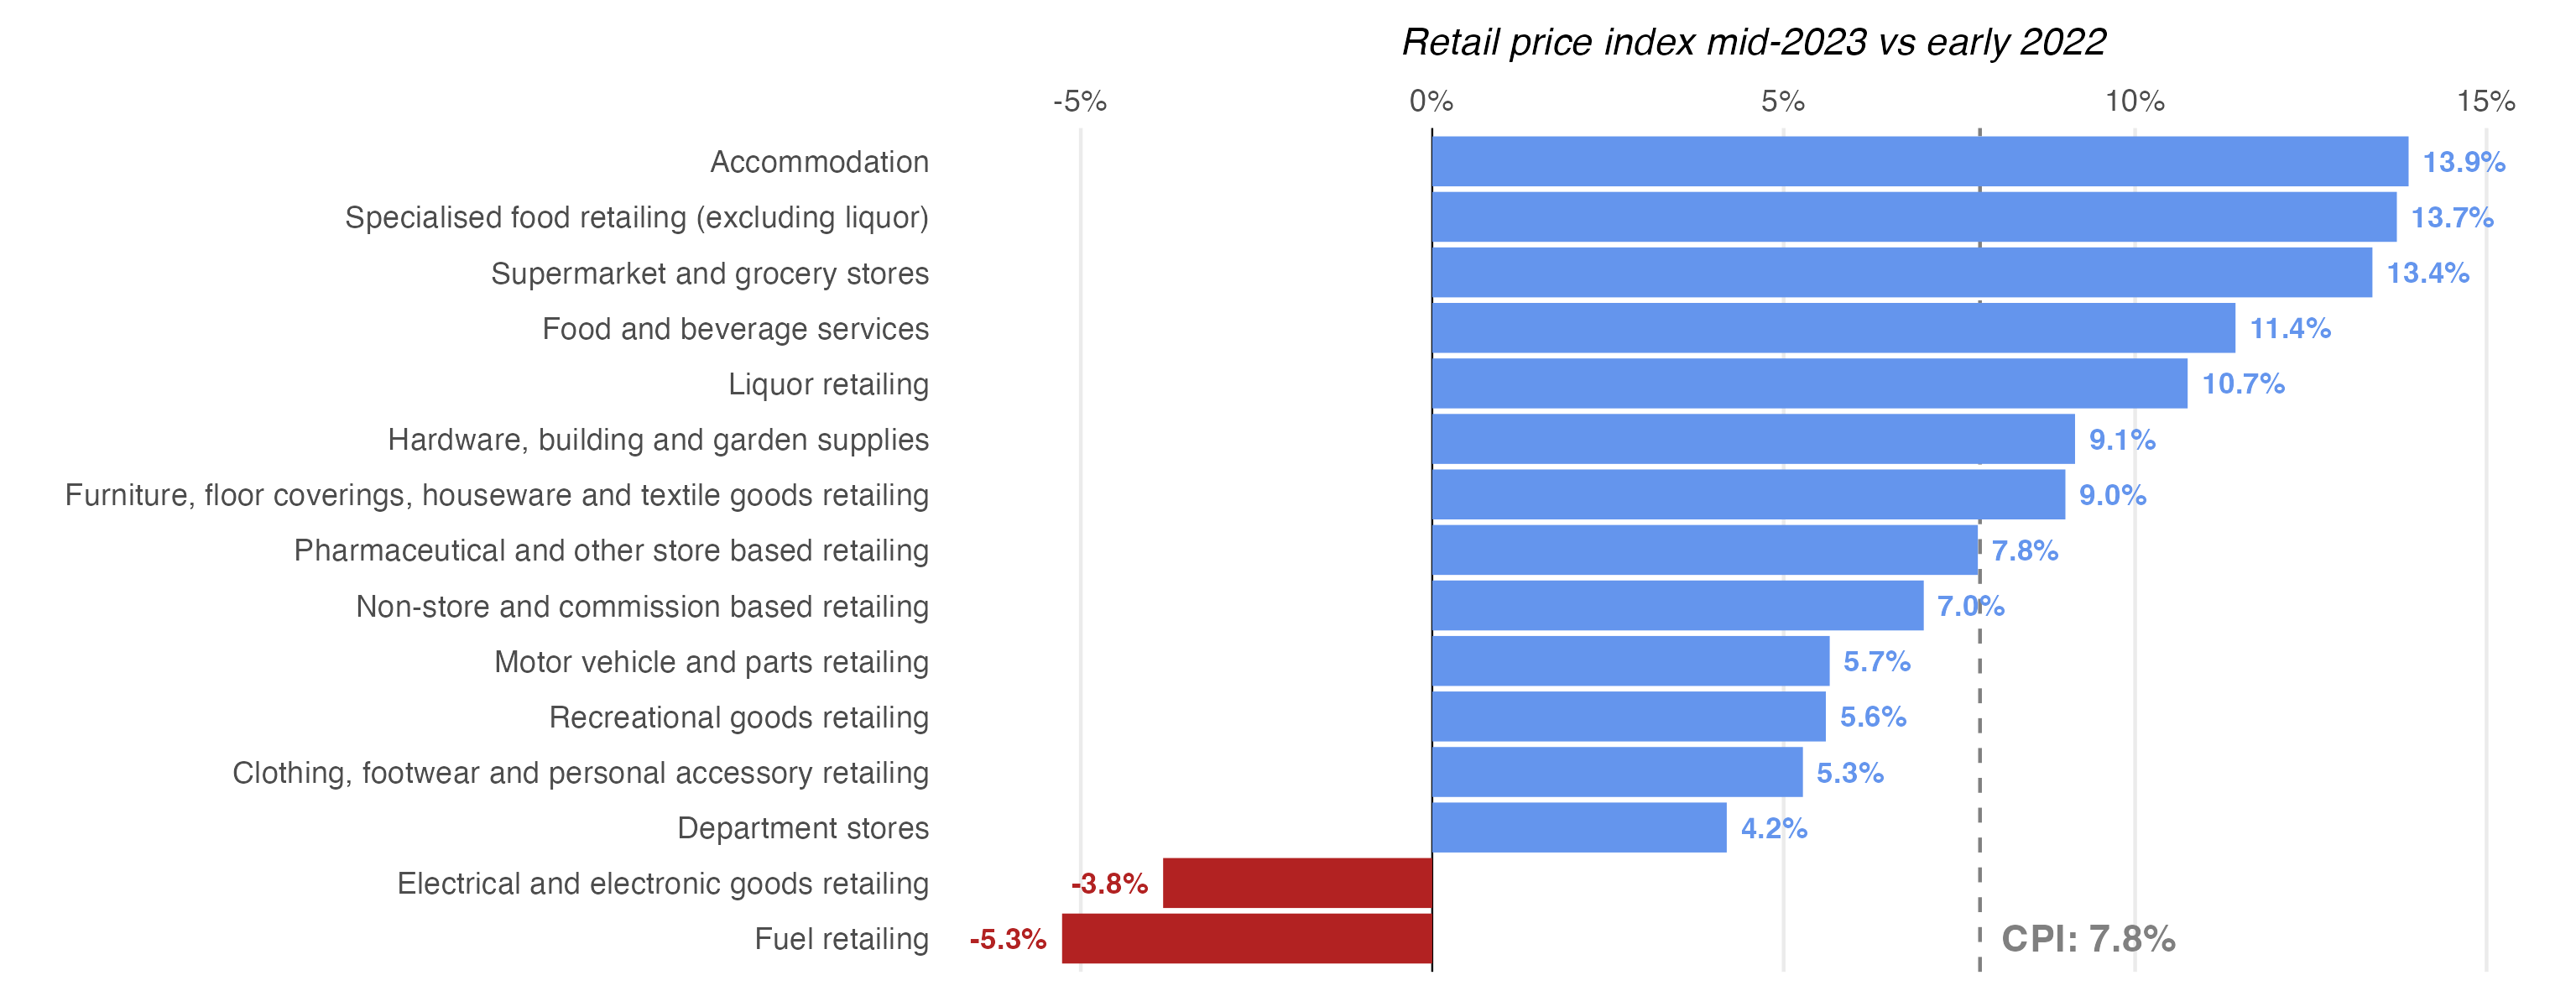 Retail price index mid-2023 vs early 2022
-5% 0% 5% 10% 15%
Accommodation 13.9%
Specialised food retailing (excluding liquor) 13.7%
Supermarket and grocery stores 13.4%
Food and beverage services 11.4%
Liquor retailing 10.7%
Hardware, building and garden supplies 9.1%
Furniture, floor coverings, houseware and textile goods retailing 9.0%
Pharmaceutical and other store based retailing 7.8%
Non-store and commission based retailing 7.0%
Motor vehicle and parts retailing 5.7%
Recreational goods retailing 5.6%
Clothing, footwear and personal accessory retailing 5.3%
Department stores 4.2%
Electrical and electronic goods retailing -3.8%
Fuel retailing -5.3% CPI: 7.8%